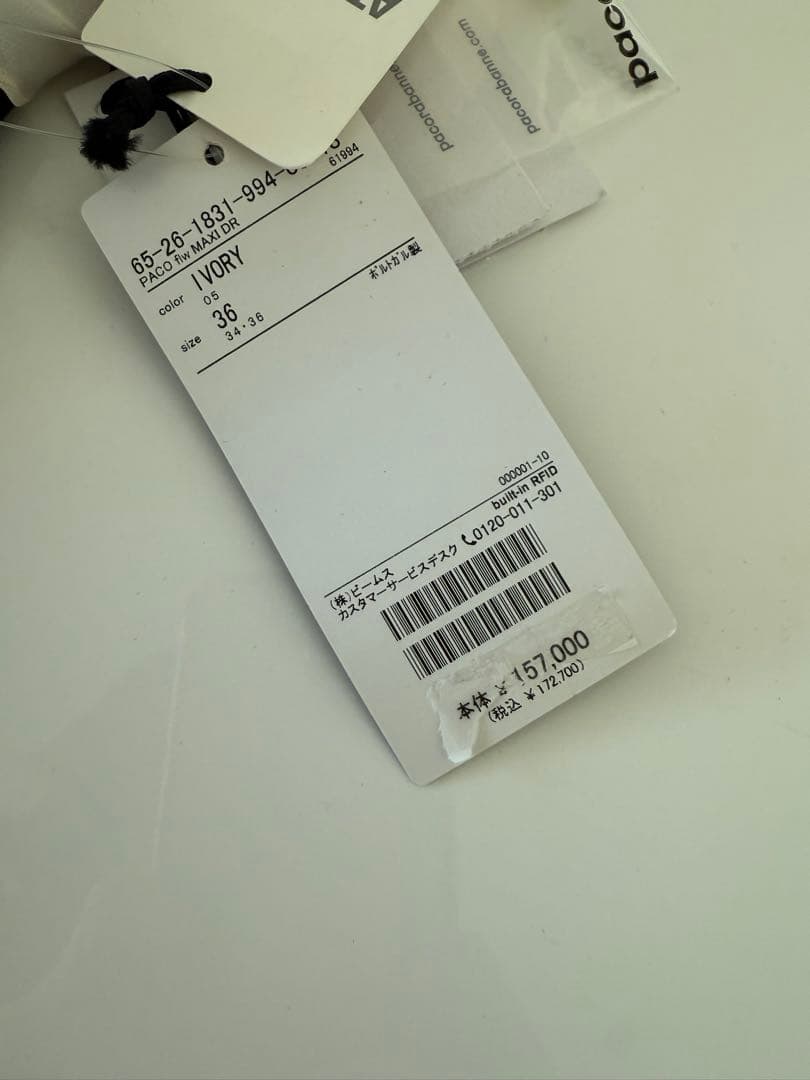 paco
pacorabanne.com
pacorabanne.com
65-26-1831-994-
61994
PACO flw MAXI DR
color IVORY
05
size 36
34・36
ポルトガル製
000001-10
built-in RFID
(株)ビームス
カスタマーサービスデスク 0120-011-301
本体 ¥157,000
(税込 ¥172,700)